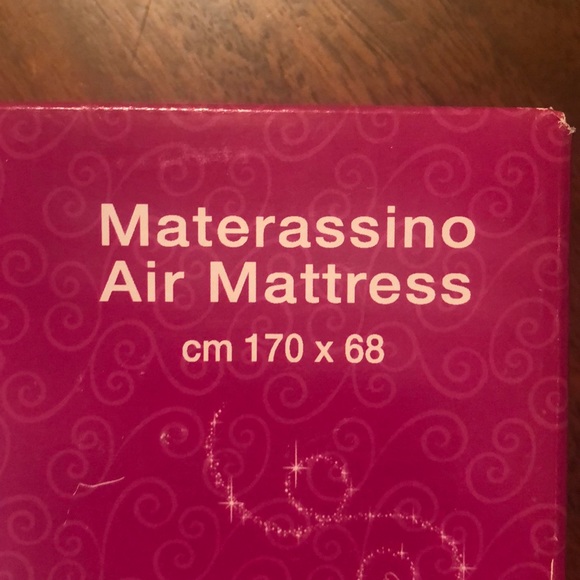 Materassino
Air Mattress
cm 170 x 68